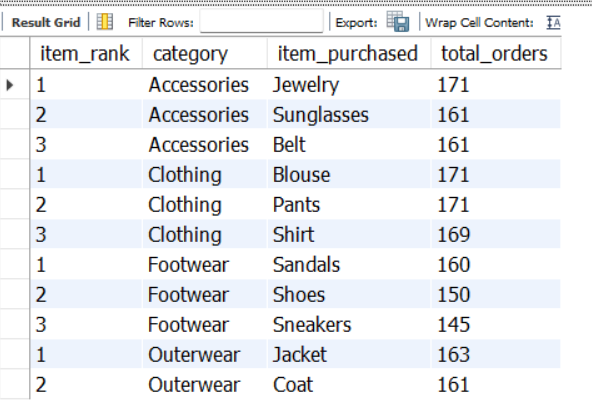 Result Grid Filter Rows: Export: Wrap Cell Content: IA
item_rank category item_purchased total_orders
1 Accessories Jewelry 171
2 Accessories Sunglasses 161
3 Accessories Belt 161
1 Clothing Blouse 171
2 Clothing Pants 171
3 Clothing Shirt 169
1 Footwear Sandals 160
2 Footwear Shoes 150
3 Footwear Sneakers 145
1 Outerwear Jacket 163
2 Outerwear Coat 161